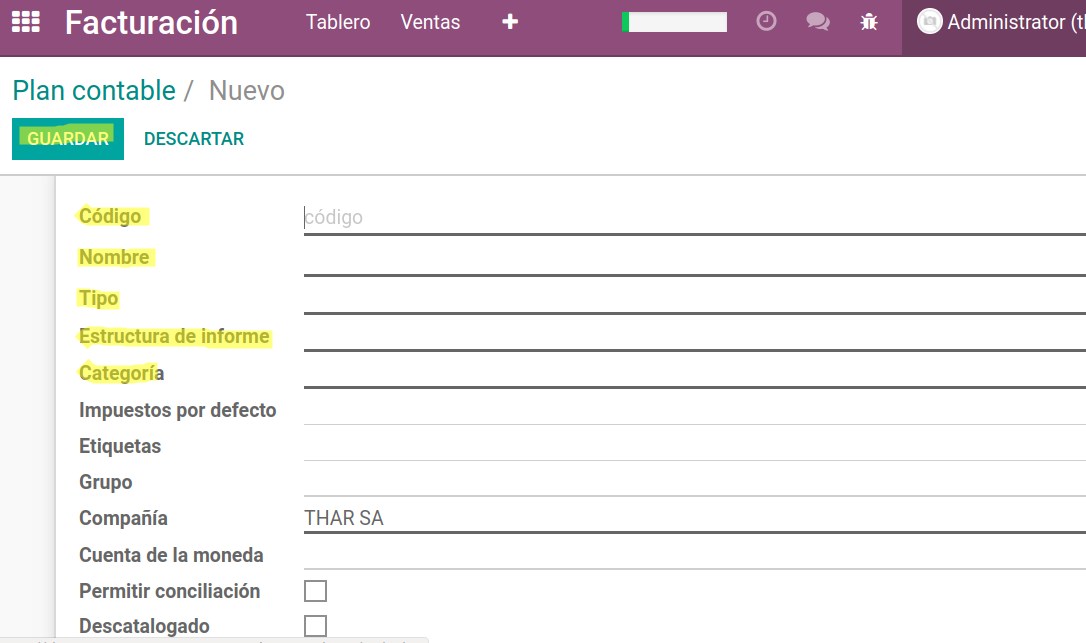 Facturación Tablero Ventas + Administrator (t
Plan contable / Nuevo
GUARDAR DESCARTAR
Código código
Nombre
Tipo
Estructura de informe
Categoría
Impuestos por defecto
Etiquetas
Grupo
Compañía THAR SA
Cuenta de la moneda
Permitir conciliación
Descatalogado